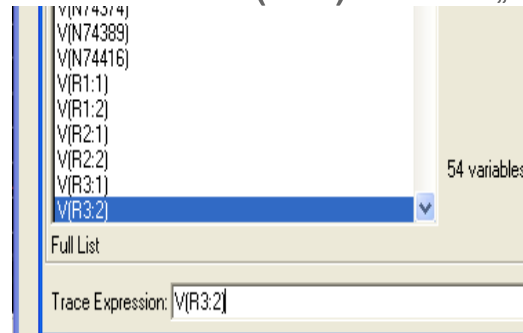 V(N74374)
V(N74389)
V(N74416)
V(R1:1)
V(R1:2)
V(R2:1)
V(R2:2)
V(R3:1)
V(R3:2)
54 variables
Full List
Trace Expression: V(R3:2)